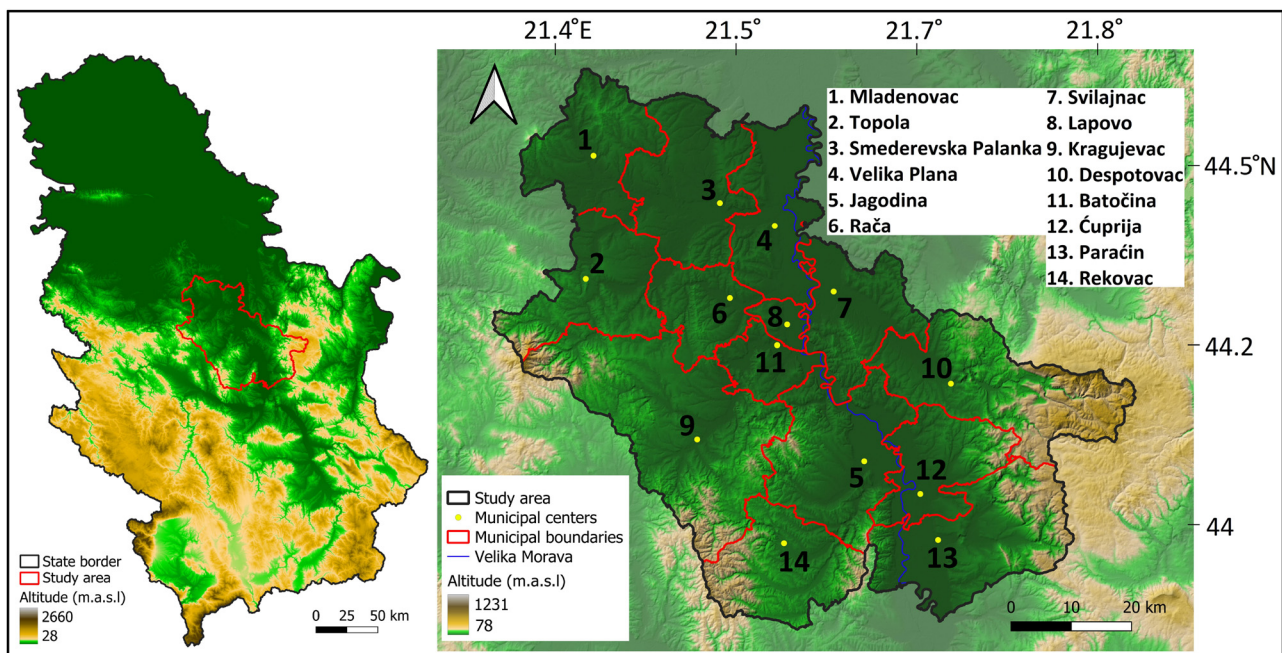 21.4°E 21.5° 21.7° 21.8°
1. Mladenovac
2. Topola
3. Smederevska Palanka
4. Velika Plana
5. Jagodina
6. Rača
7. Svilajnac
8. Lapovo
9. Kragujevac
10. Despotovac
11. Batočina
12. Ćuprija
13. Paraćin
14. Rekovac
44.5°N
44.2°
44°
1
3
4
2
6
7
8
11
10
9
5
12
14
13
State border
Study area
Altitude (m.a.s.l)
2660
28
0 25 50 km
Study area
Municipal centers
Municipal boundaries
Velika Morava
Altitude (m.a.s.l)
1231
78
0 10 20 km